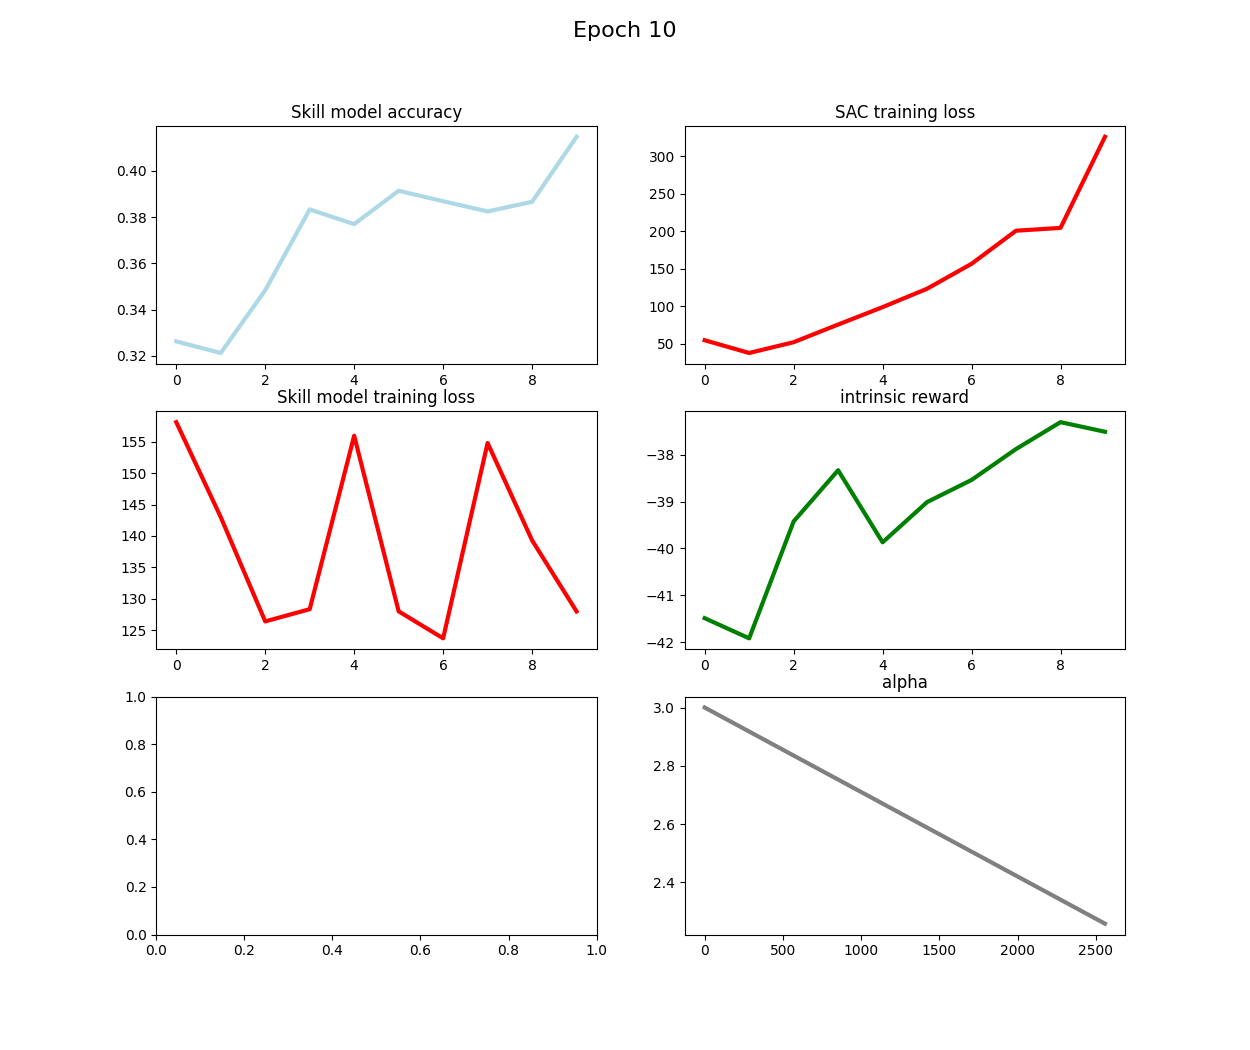 Epoch 10
Skill model accuracy
0.40
0.38
0.36
0.34
0.32
0 2 4 6 8
SAC training loss
300
250
200
150
100
50
0 2 4 6 8
Skill model training loss
155
150
145
140
135
130
125
0 2 4 6 8
intrinsic reward
−38
−39
−40
−41
−42
0 2 4 6 8
1.0
0.8
0.6
0.4
0.2
0.0
0.0 0.2 0.4 0.6 0.8 1.0
alpha
3.0
2.8
2.6
2.4
0 500 1000 1500 2000 2500